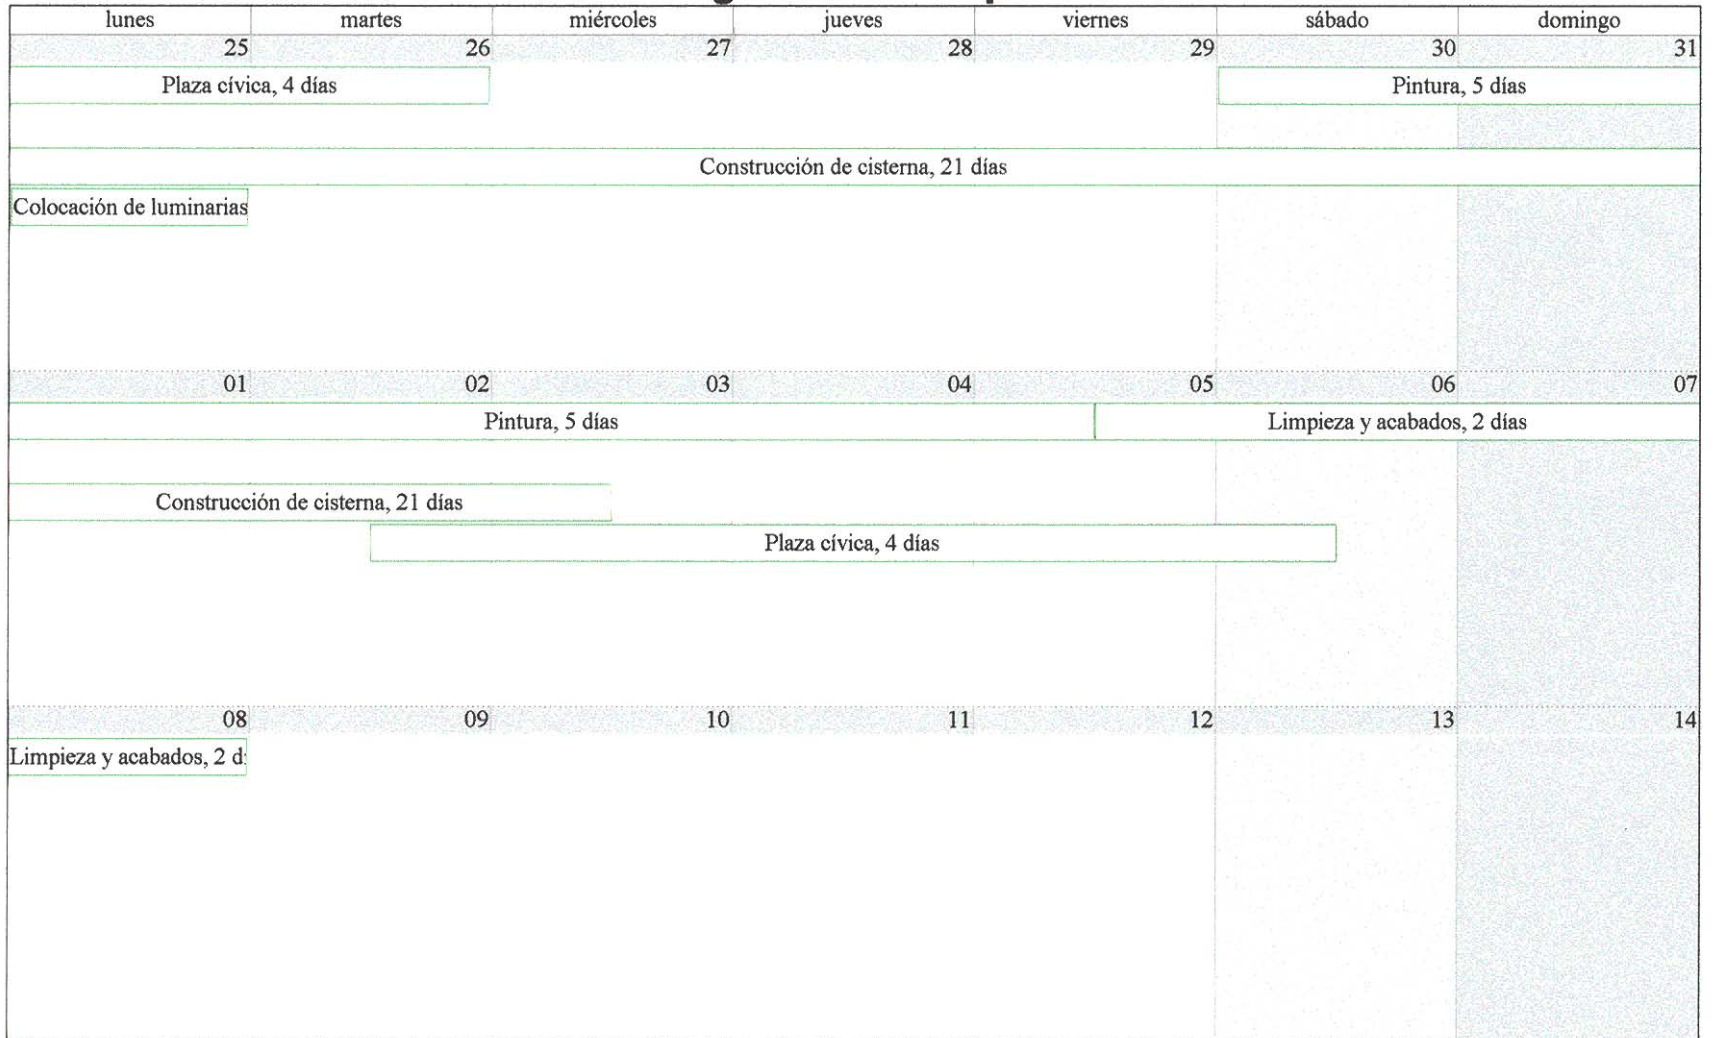 lunes martes miércoles jueves viernes sábado domingo
25 26 27 28 29 30 31
Plaza cívica, 4 días Pintura, 5 días
Construcción de cisterna, 21 días
Colocación de luminarias
01 02 03 04 05 06 07
Pintura, 5 días Limpieza y acabados, 2 días
Construcción de cisterna, 21 días
Plaza cívica, 4 días
08 09 10 11 12 13 14
Limpieza y acabados, 2 d